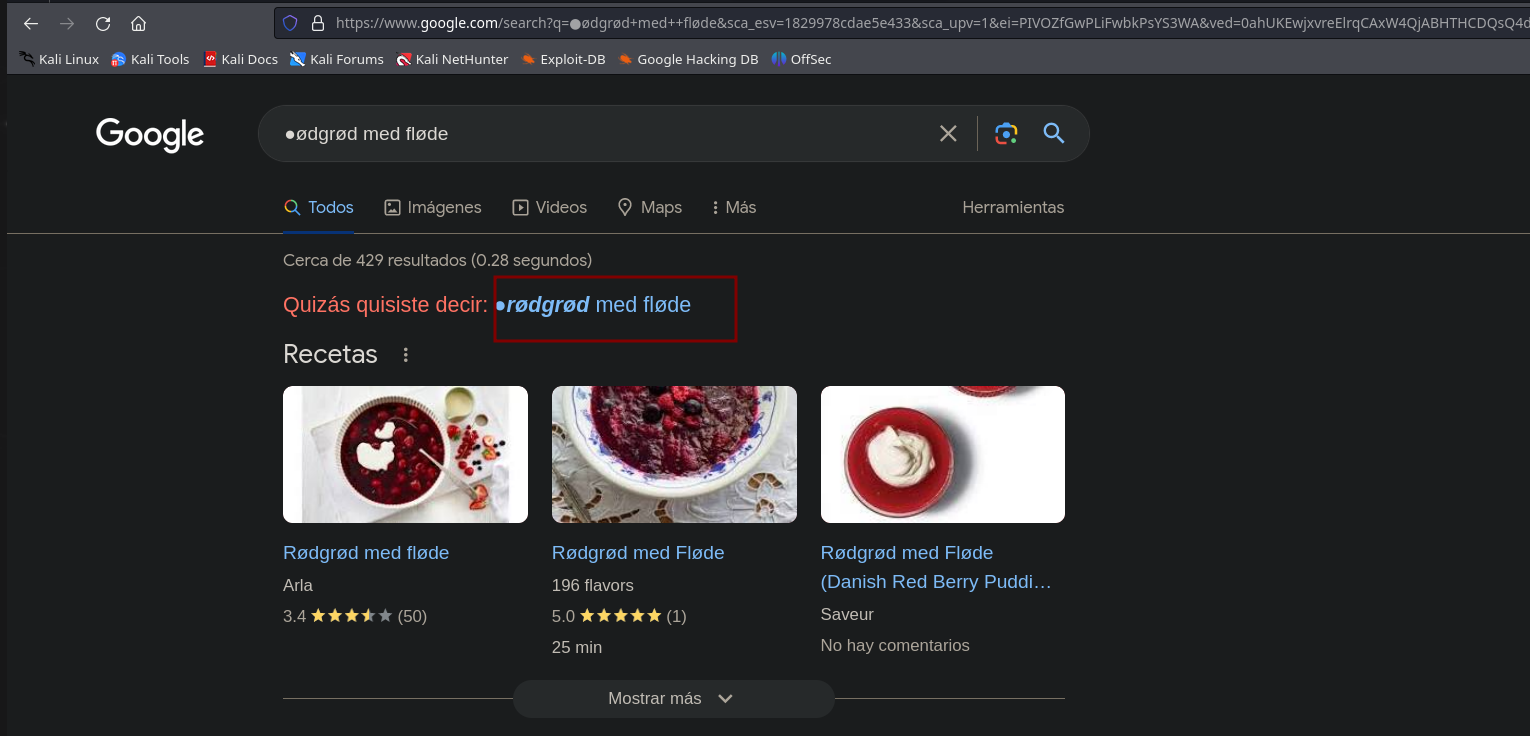 https://www.google.com/search?q=●ødgrød+med++fløde&sca_esv=1829978cdae5e433&sca_upv=1&ei=PIVOZfGwPLiFwbkPsYS3WA&ved=0ahUKEwjxvreElrqCAxW4QjABHTHCDQsQ4d
Kali Linux Kali Tools Kali Docs Kali Forums Kali NetHunter Exploit-DB Google Hacking DB OffSec
Google ●ødgrød med fløde
Todos Imágenes Videos Maps Más Herramientas
Cerca de 429 resultados (0.28 segundos)
Quizás quisiste decir: ●rødgrød med fløde
Recetas
Rødgrød med fløde
Arla
3.4 (50)
Rødgrød med Fløde
196 flavors
5.0 (1)
25 min
Rødgrød med Fløde
(Danish Red Berry Puddi…
Saveur
No hay comentarios
Mostrar más